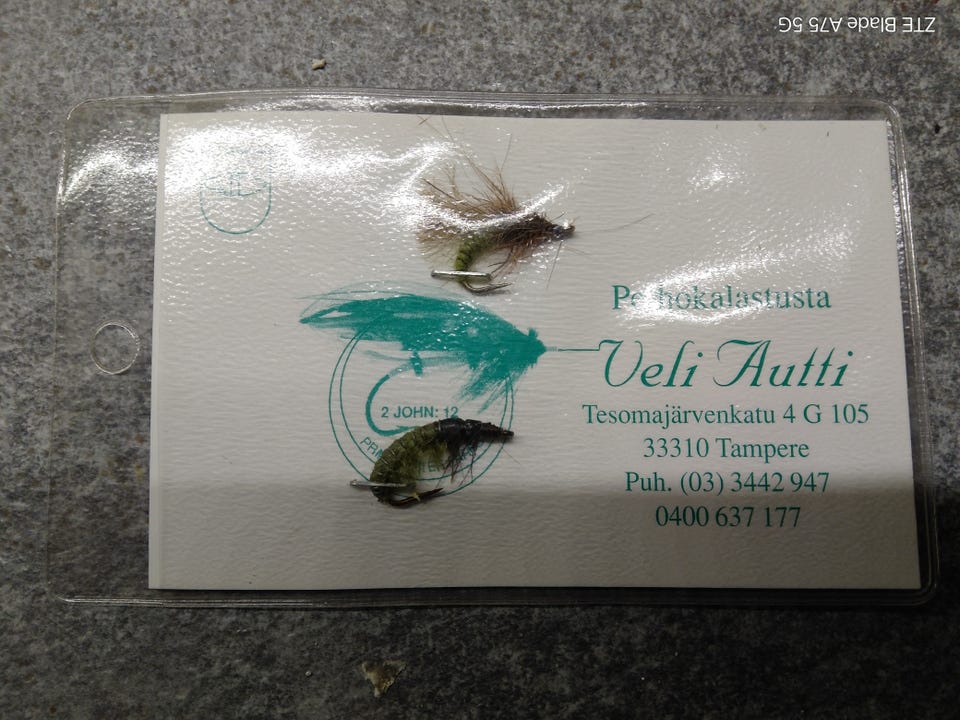 ZTE Blade A75 5G
Perhokalastusta
Veli Autti
Tesomajärvenkatu 4 G 105
33310 Tampere
Puh. (03) 3442 947
0400 637 177
2 JOHN: 12